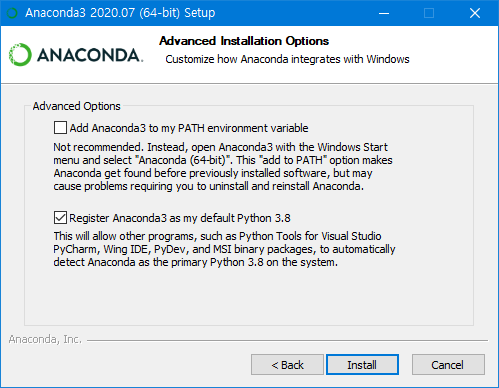 Anaconda3 2020.07 (64-bit) Setup
ANACONDA.
Advanced Installation Options
Customize how Anaconda integrates with Windows
Advanced Options
Add Anaconda3 to my PATH environment variable
Not recommended. Instead, open Anaconda3 with the Windows Start
menu and select "Anaconda (64-bit)". This "add to PATH" option makes
Anaconda get found before previously installed software, but may
cause problems requiring you to uninstall and reinstall Anaconda.
Register Anaconda3 as my default Python 3.8
This will allow other programs, such as Python Tools for Visual Studio
PyCharm, Wing IDE, PyDev, and MSI binary packages, to automatically
detect Anaconda as the primary Python 3.8 on the system.
Anaconda, Inc.
< Back
Install
Cancel